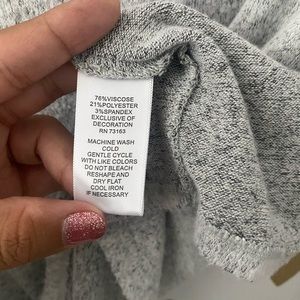 76%VISCOSE
21%POLYESTER
3%SPANDEX
EXCLUSIVE OF
DECORATION
RN 73163
MACHINE WASH
COLD
GENTLE CYCLE
WITH LIKE COLORS
DO NOT BLEACH
RESHAPE AND
DRY FLAT
COOL IRON
IF NECESSARY